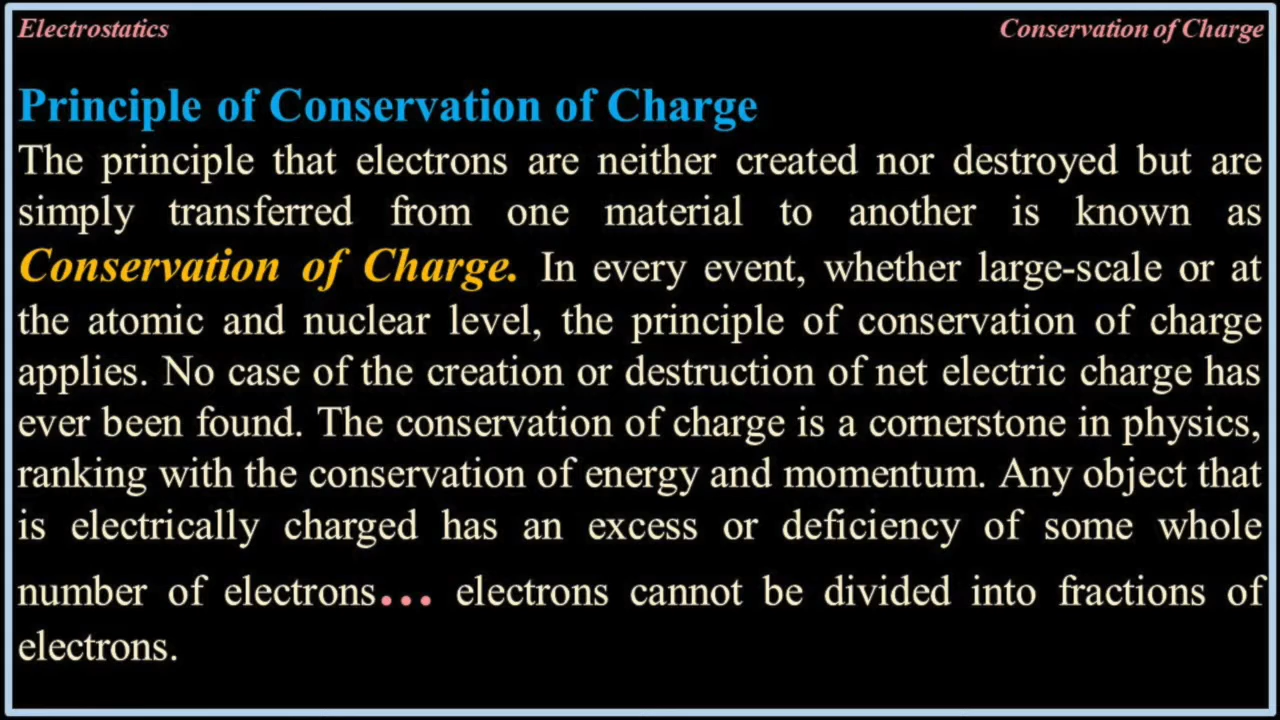 Electrostatics Conservation of Charge
Principle of Conservation of Charge
The principle that electrons are neither created nor destroyed but are
simply transferred from one material to another is known as
Conservation of Charge. In every event, whether large-scale or at
the atomic and nuclear level, the principle of conservation of charge
applies. No case of the creation or destruction of net electric charge has
ever been found. The conservation of charge is a cornerstone in physics,
ranking with the conservation of energy and momentum. Any object that
is electrically charged has an excess or deficiency of some whole
number of electrons... electrons cannot be divided into fractions of
electrons.